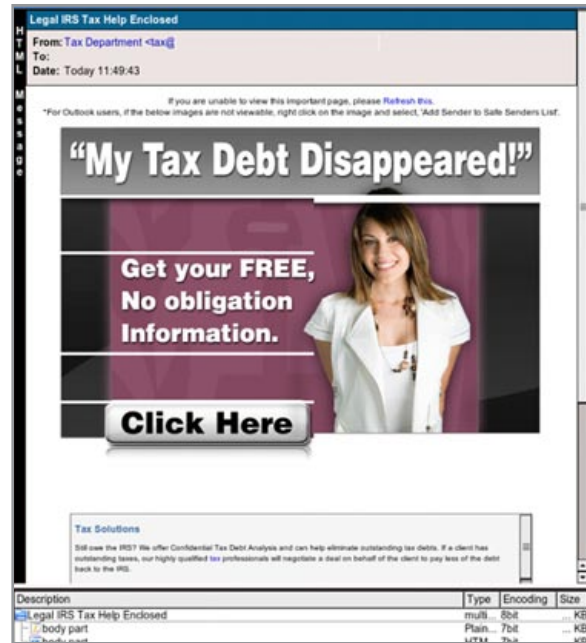 Legal IRS Tax Help Enclosed
HTML Message
From: Tax Department <tax@
To:
Date: Today 11:49:43
If you are unable to view this important page, please Refresh this.
*For Outlook users, if the below images are not viewable, right click on the image and select, 'Add Sender to Safe Senders List'.
“My Tax Debt Disappeared!”
Get your FREE,
No obligation
Information.
Click Here
Tax Solutions
Still owe the IRS? We offer Confidential Tax Debt Analysis and can help eliminate outstanding tax debts. If a client has
outstanding taxes, our highly qualified tax professionals will negotiate a deal on behalf of the client to pay less of the debt
back to the IRS.
Description Type Encoding Size
Legal IRS Tax Help Enclosed multi... 8bit ... KB
body part Plain... 7bit ... KB
body part HTM... 7bit ... KB